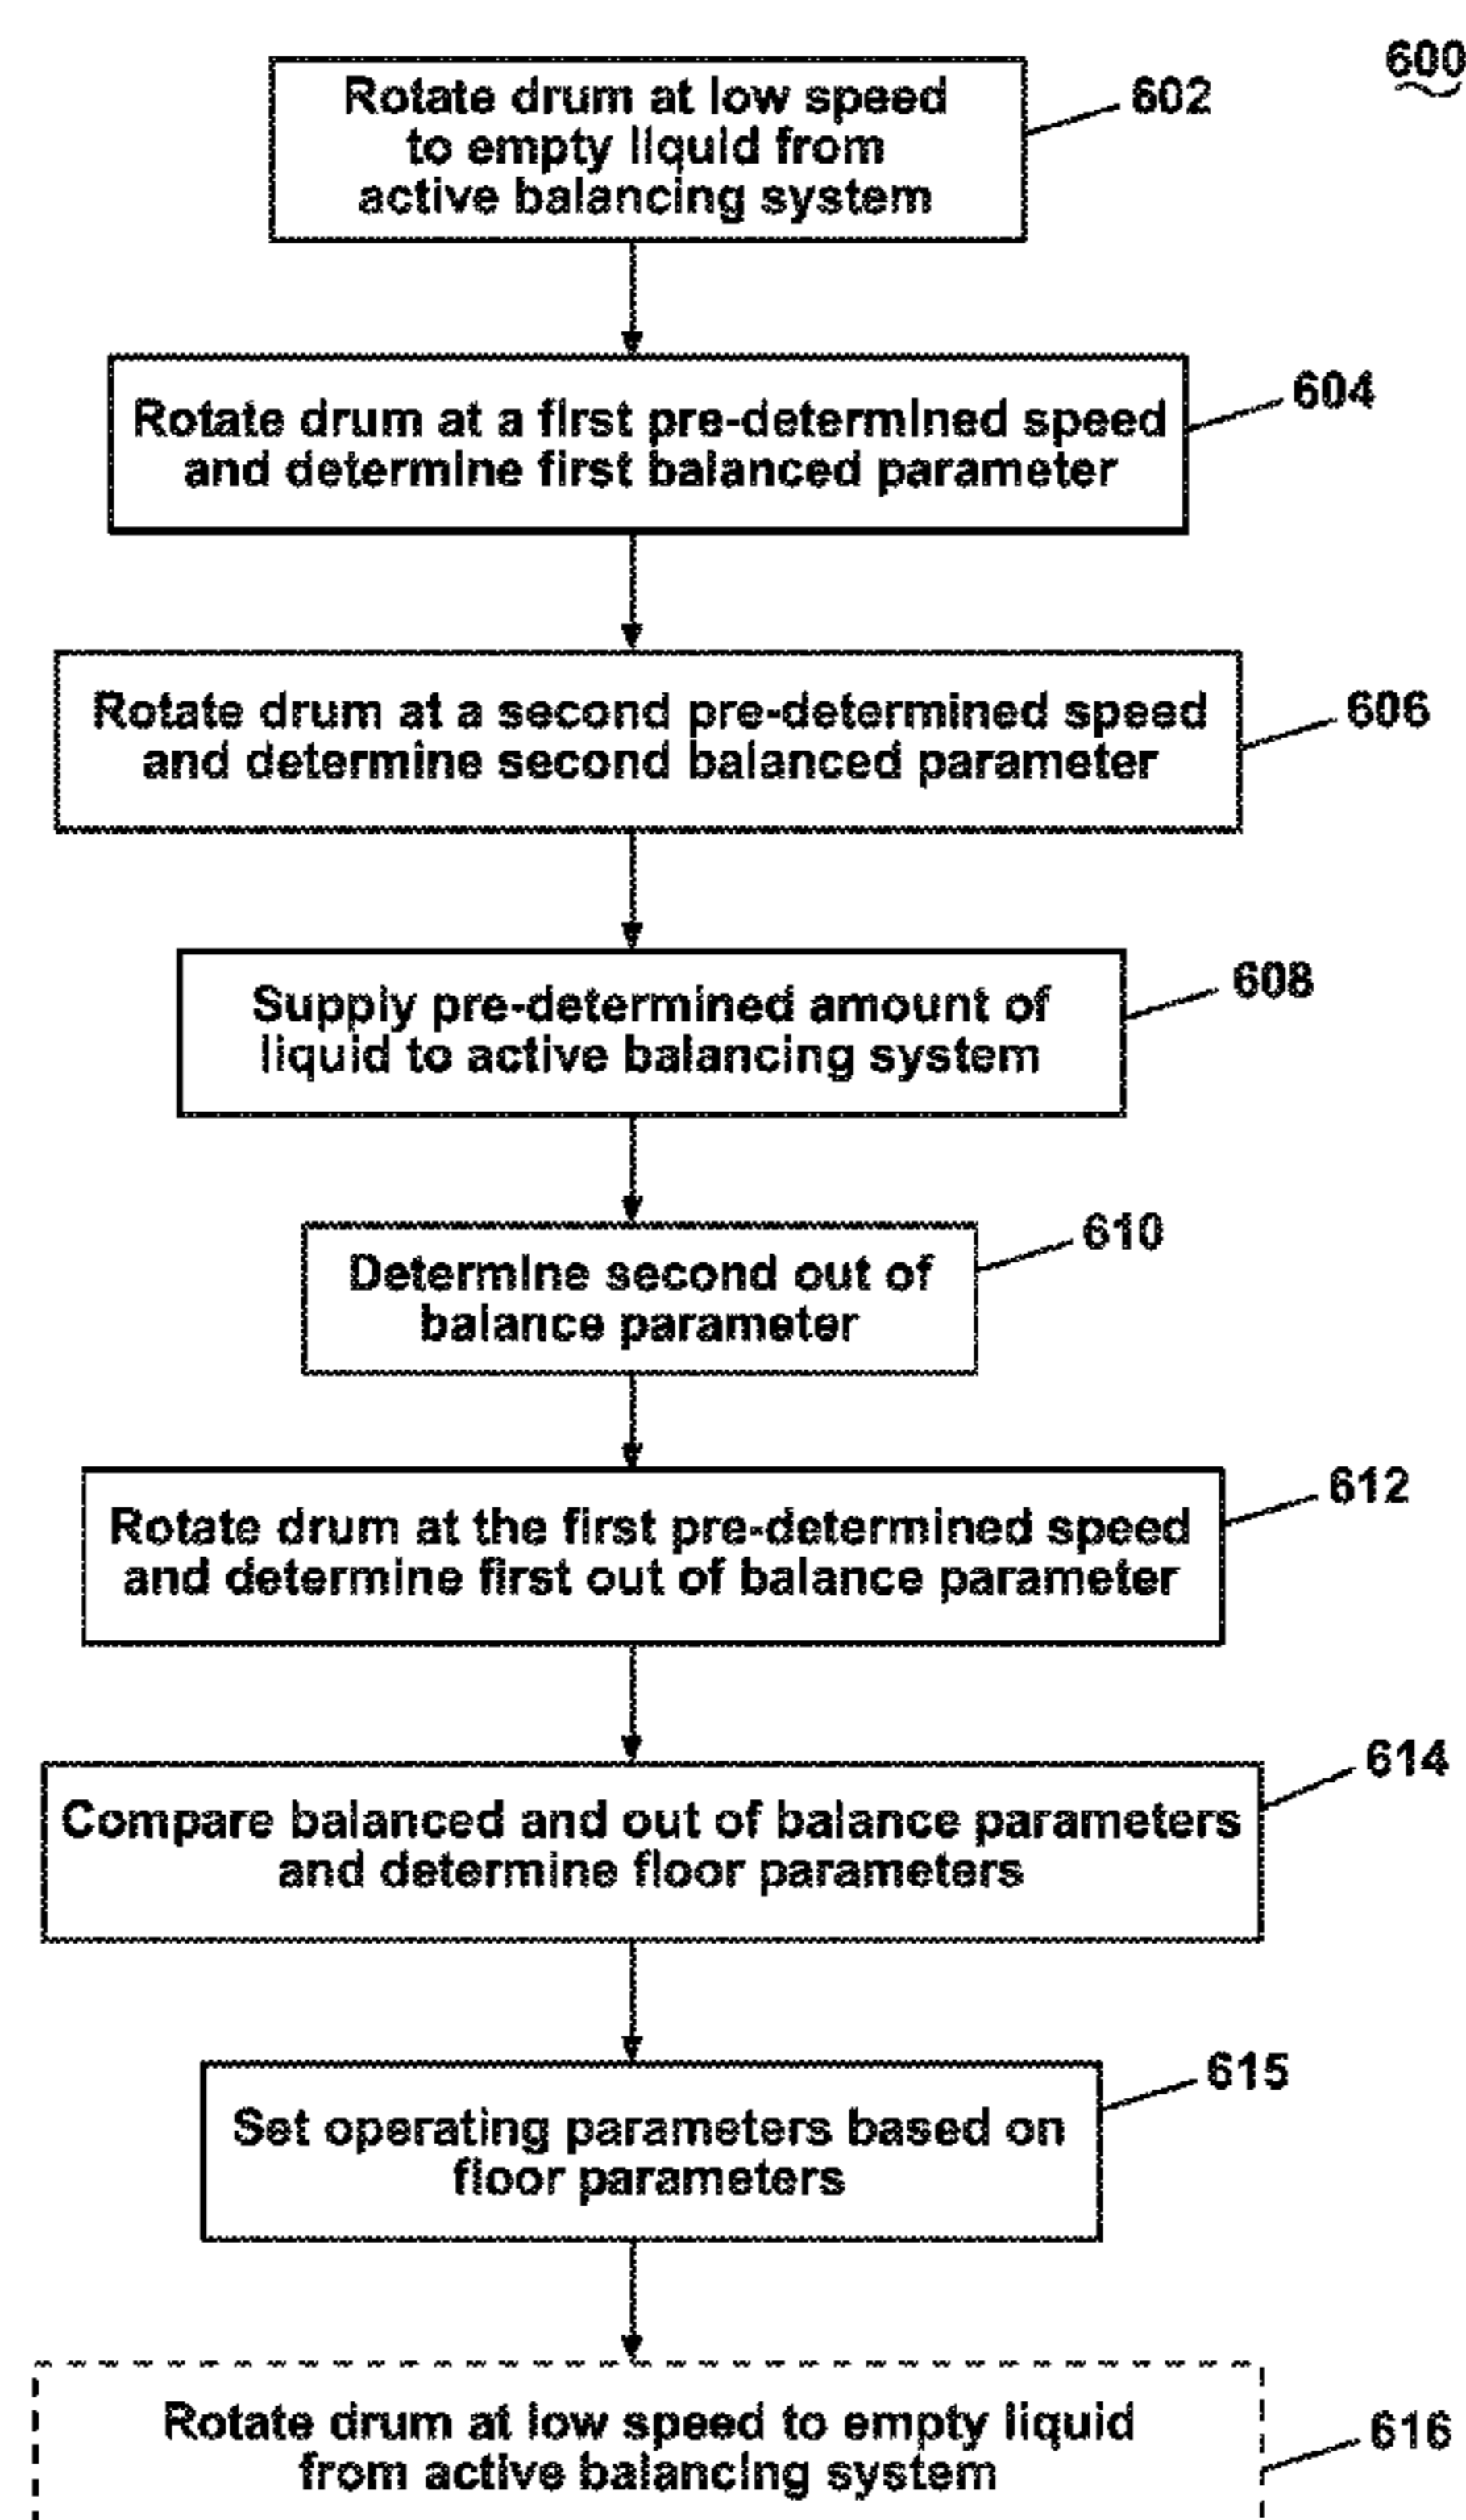 600
Rotate drum at low speed
to empty liquid from
active balancing system
602
Rotate drum at a first pre-determined speed
and determine first balanced parameter
604
Rotate drum at a second pre-determined speed
and determine second balanced parameter
606
Supply pre-determined amount of
liquid to active balancing system
608
Determine second out of
balance parameter
610
Rotate drum at the first pre-determined speed
and determine first out of balance parameter
612
Compare balanced and out of balance parameters
and determine floor parameters
614
Set operating parameters based on
floor parameters
615
Rotate drum at low speed to empty liquid
from active balancing system
616